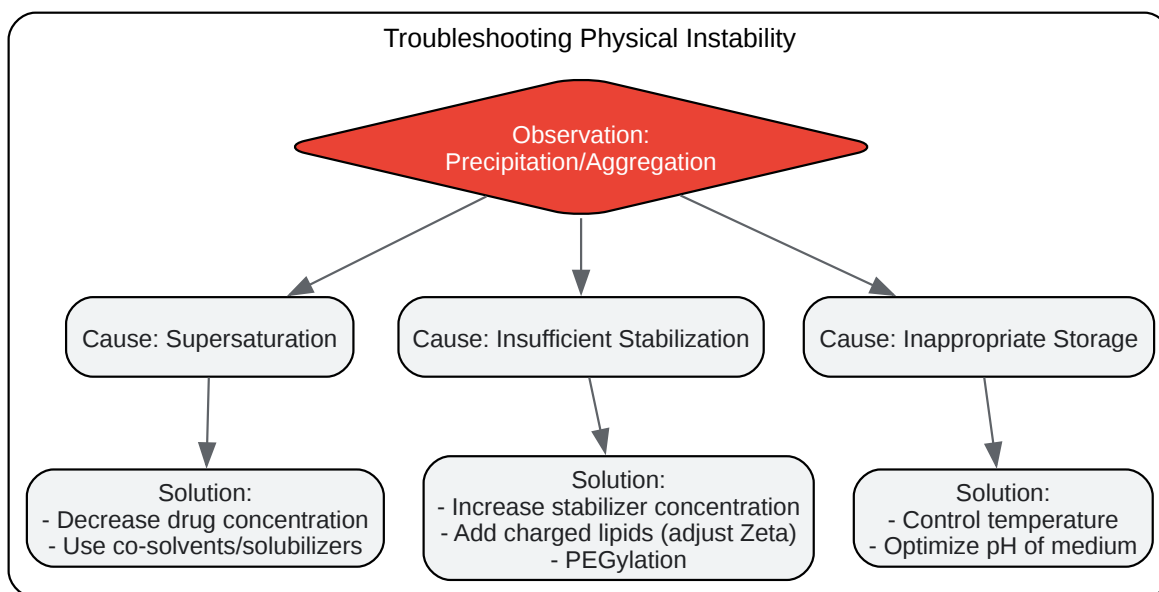 Troubleshooting Physical Instability
Observation:
Precipitation/Aggregation
Cause: Supersaturation
Cause: Insufficient Stabilization
Cause: Inappropriate Storage
Solution:
- Decrease drug concentration
- Use co-solvents/solubilizers
Solution:
- Increase stabilizer concentration
- Add charged lipids (adjust Zeta)
- PEGylation
Solution:
- Control temperature
- Optimize pH of medium